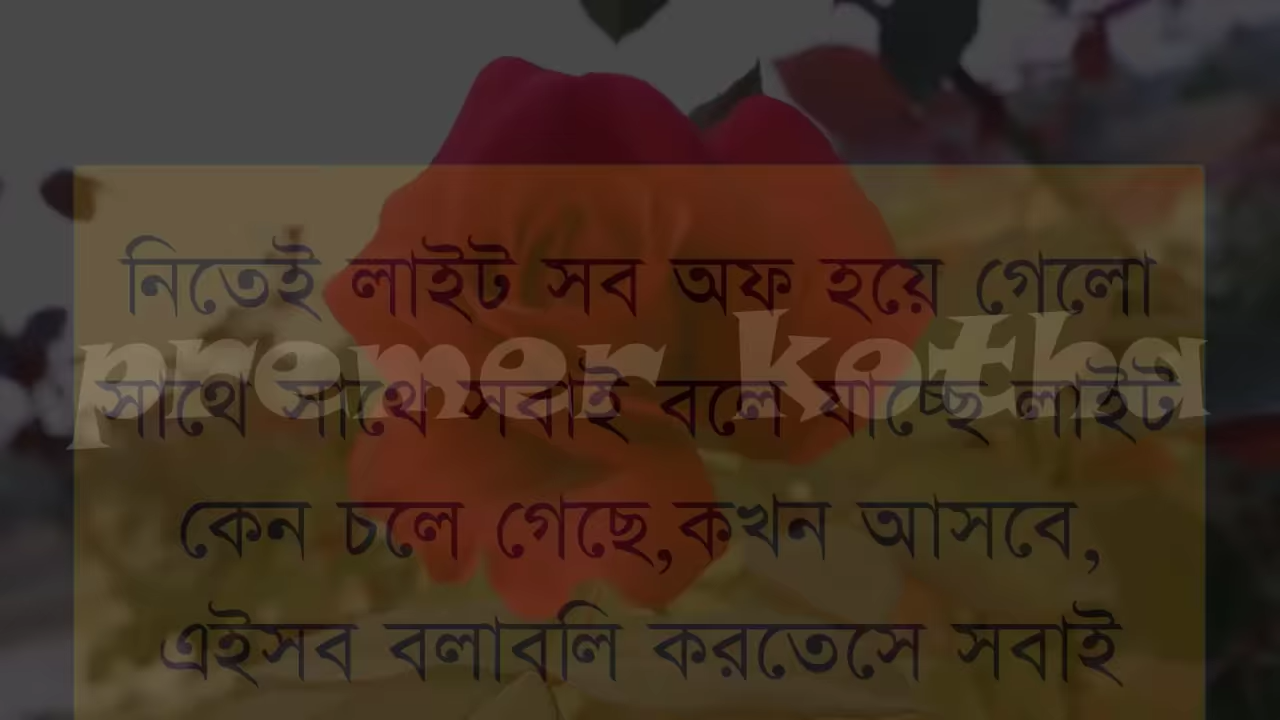 নিতেই লাইট সব অফ হয়ে গেলো
premer kotha
সাথে সাথে সবাই বলে যাচ্ছে লাইট
কেন চলে গেছে,কখন আসবে,
এইসব বলাবলি করতেসে সবাই